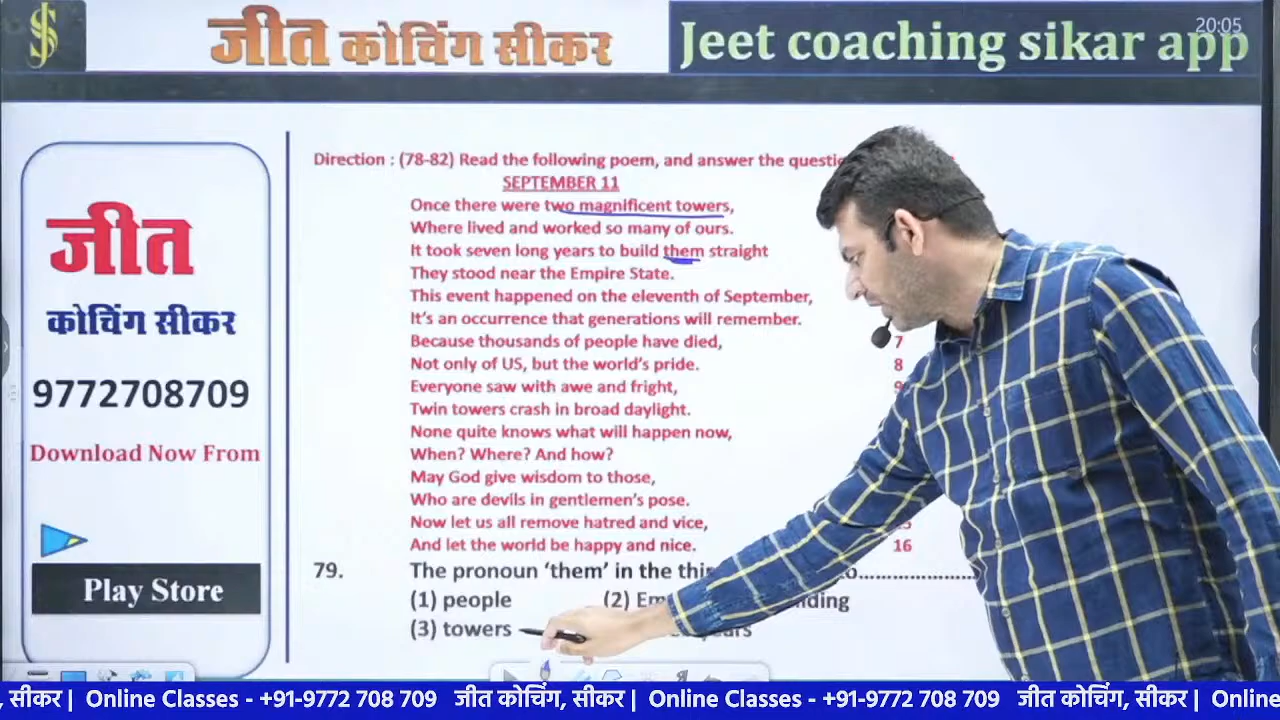 $
जीत कोचिंग सीकर
Jeet coaching sikar app
20:05
जीत
कोचिंग सीकर
9772708709
Download Now From
Play Store
Direction : (78-82) Read the following poem, and answer the
SEPTEMBER 11
Once there were two magnificent towers,
Where lived and worked so many of ours.
It took seven long years to build them straight
They stood near the Empire State.
This event happened on the eleventh of September,
It's an occurrence that generations will remember.
Because thousands of people have died, 7
Not only of US, but the world's pride. 8
Everyone saw with awe and fright, 9
Twin towers crash in broad daylight.
None quite knows what will happen now,
When? Where? And how?
May God give wisdom to those,
Who are devils in gentlemen's pose.
Now let us all remove hatred and vice,
And let the world be happy and nice. 16
79. The pronoun 'them' in the
(1) people (2)
(3) towers
, सीकर | Online Classes - +91-9772 708 709 जीत कोचिंग, सीकर | Online Classes - +91-9772 708 709 जीत कोचिंग, सीकर | Online